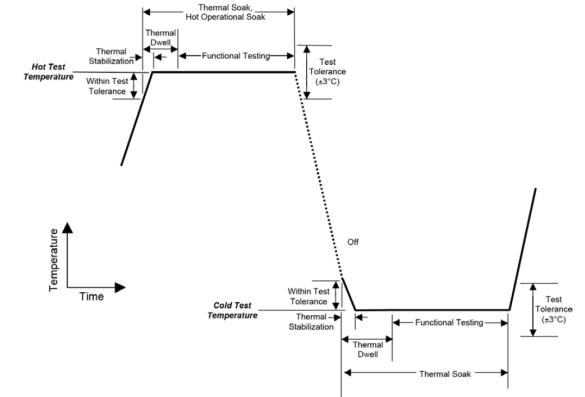 Thermal Soak,
Hot Operational Soak
Thermal
Dwell
Thermal
Stabilization
Functional Testing
Hot Test
Temperature
Within Test
Tolerance
Test
Tolerance
(±3°C)
Off
Temperature
Time
Within Test
Tolerance
Cold Test
Temperature
Thermal
Stabilization
Functional Testing
Test
Tolerance
(±3°C)
Thermal
Dwell
Thermal Soak